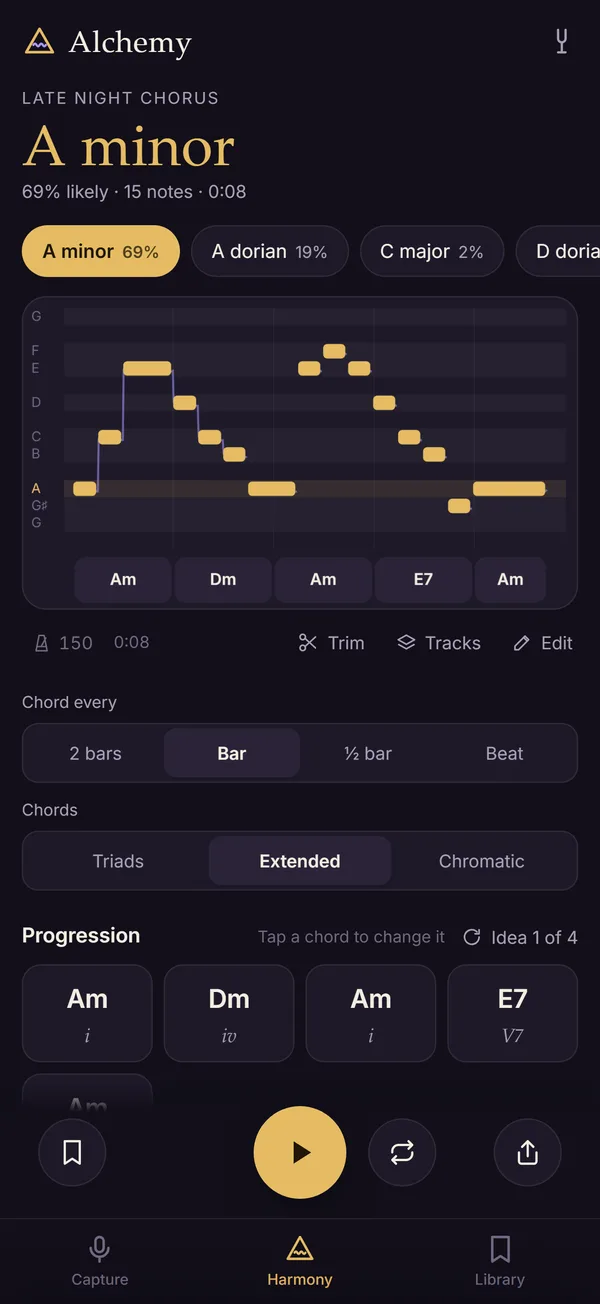 Alchemy
LATE NIGHT CHORUS
A minor
69% likely · 15 notes · 0:08
A minor 69% A dorian 19% C major 2% D doria
G
F
E
D
C
B
A
G♯
G
Am Dm Am E7 Am
150 0:08 Trim Tracks Edit
Chord every
2 bars Bar ½ bar Beat
Chords
Triads Extended Chromatic
Progression Tap a chord to change it Idea 1 of 4
Am Dm Am E7
i iv i V7
Am
Capture Harmony Library